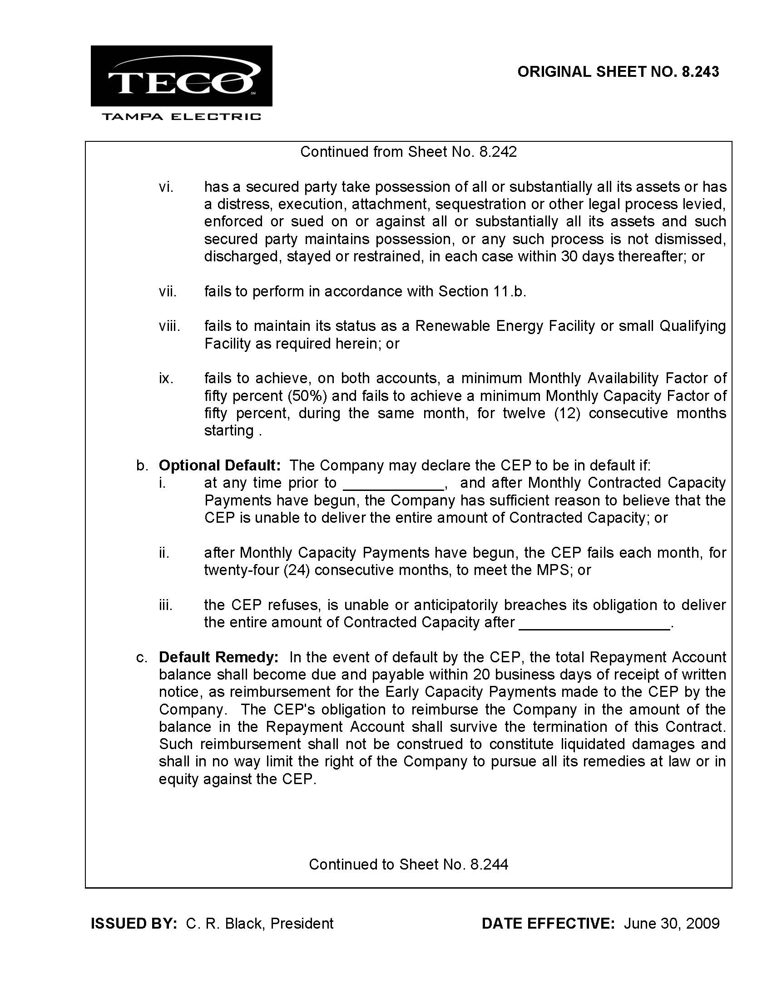 TECO
SM
TAMPA ELECTRIC
ORIGINAL SHEET NO. 8.243
Continued from Sheet No. 8.242
vi. has a secured party take possession of all or substantially all its assets or has
a distress, execution, attachment, sequestration or other legal process levied,
enforced or sued on or against all or substantially all its assets and such
secured party maintains possession, or any such process is not dismissed,
discharged, stayed or restrained, in each case within 30 days thereafter; or
vii. fails to perform in accordance with Section 11.b.
viii. fails to maintain its status as a Renewable Energy Facility or small Qualifying
Facility as required herein; or
ix. fails to achieve, on both accounts, a minimum Monthly Availability Factor of
fifty percent (50%) and fails to achieve a minimum Monthly Capacity Factor of
fifty percent, during the same month, for twelve (12) consecutive months
starting .
b. Optional Default: The Company may declare the CEP to be in default if:
i. at any time prior to ____________, and after Monthly Contracted Capacity
Payments have begun, the Company has sufficient reason to believe that the
CEP is unable to deliver the entire amount of Contracted Capacity; or
ii. after Monthly Capacity Payments have begun, the CEP fails each month, for
twenty-four (24) consecutive months, to meet the MPS; or
iii. the CEP refuses, is unable or anticipatorily breaches its obligation to deliver
the entire amount of Contracted Capacity after __________________.
c. Default Remedy: In the event of default by the CEP, the total Repayment Account
balance shall become due and payable within 20 business days of receipt of written
notice, as reimbursement for the Early Capacity Payments made to the CEP by the
Company. The CEP's obligation to reimburse the Company in the amount of the
balance in the Repayment Account shall survive the termination of this Contract.
Such reimbursement shall not be construed to constitute liquidated damages and
shall in no way limit the right of the Company to pursue all its remedies at law or in
equity against the CEP.
Continued to Sheet No. 8.244
ISSUED BY: C. R. Black, President
DATE EFFECTIVE: June 30, 2009